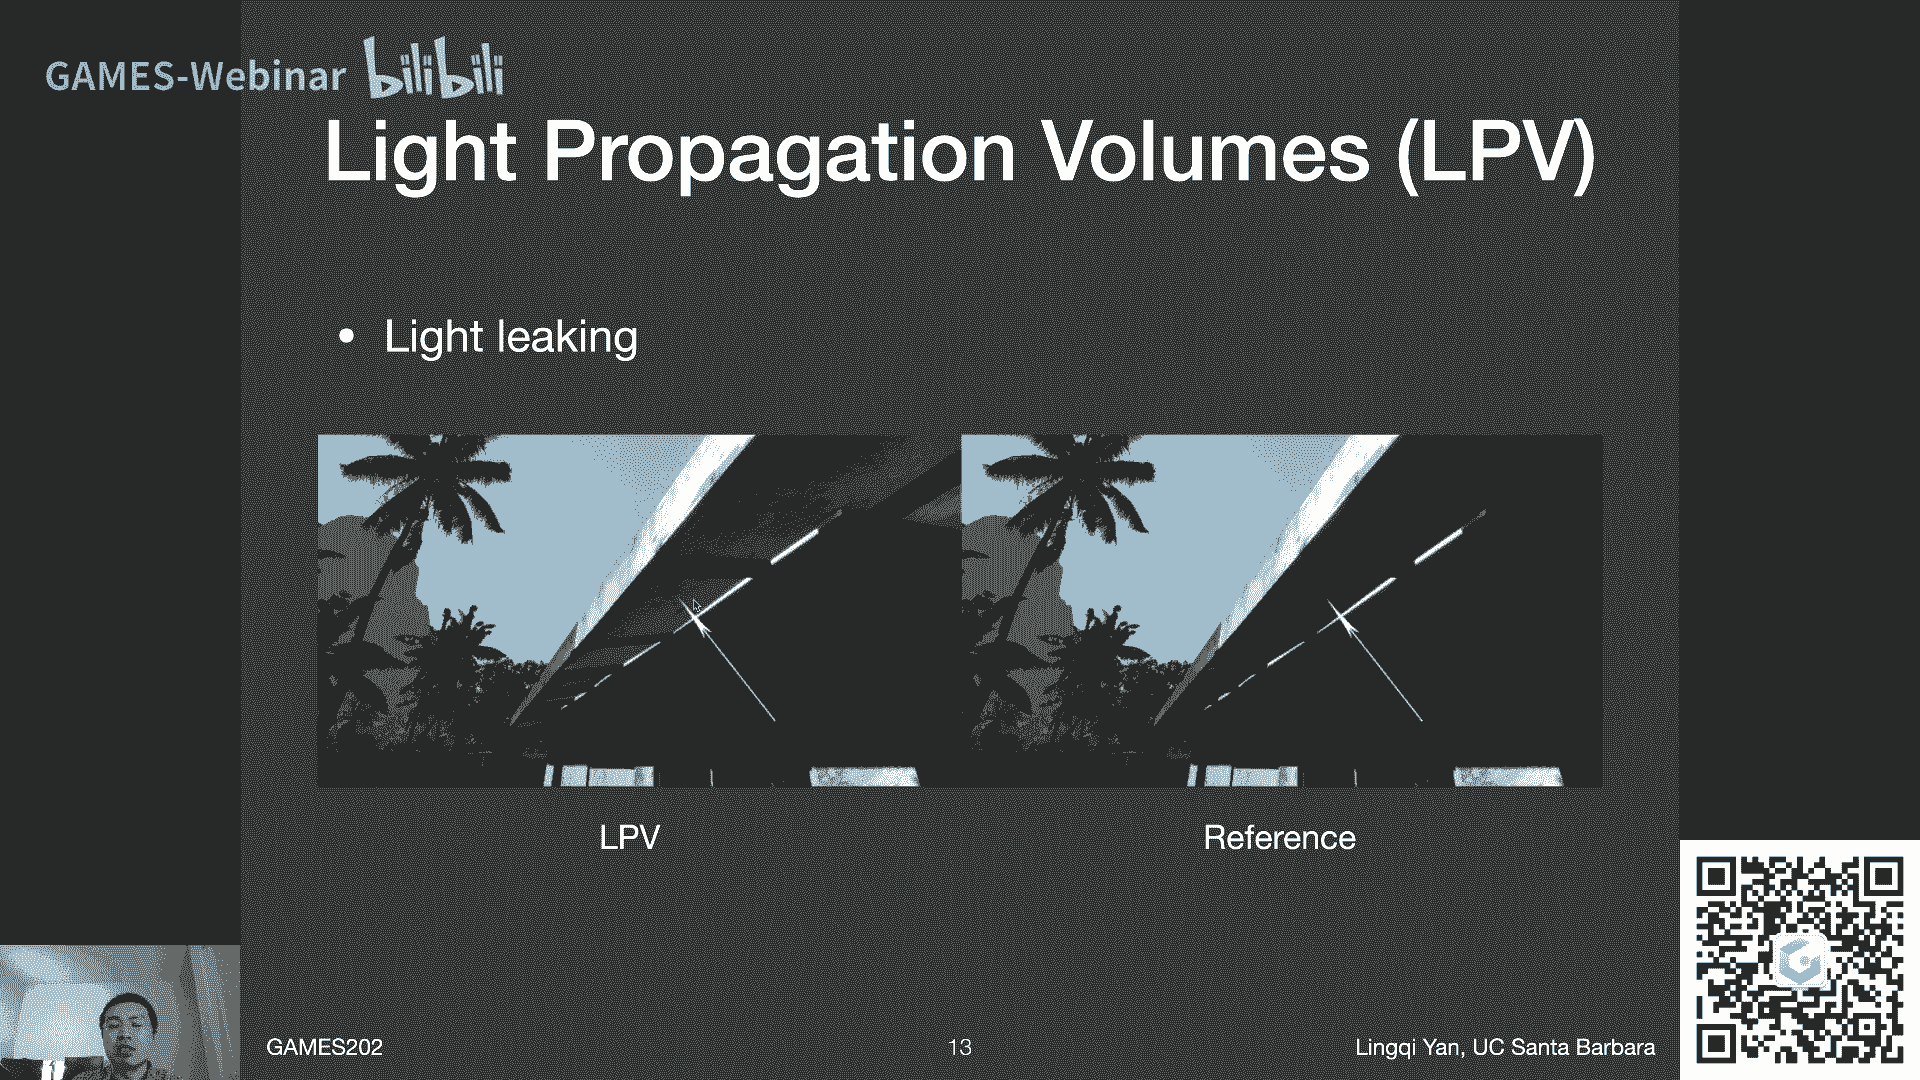 GAMES-Webinar bilibili
Light Propagation Volumes (LPV)
• Light leaking
LPV
Reference
GAMES202
13
Lingqi Yan, UC Santa Barbara